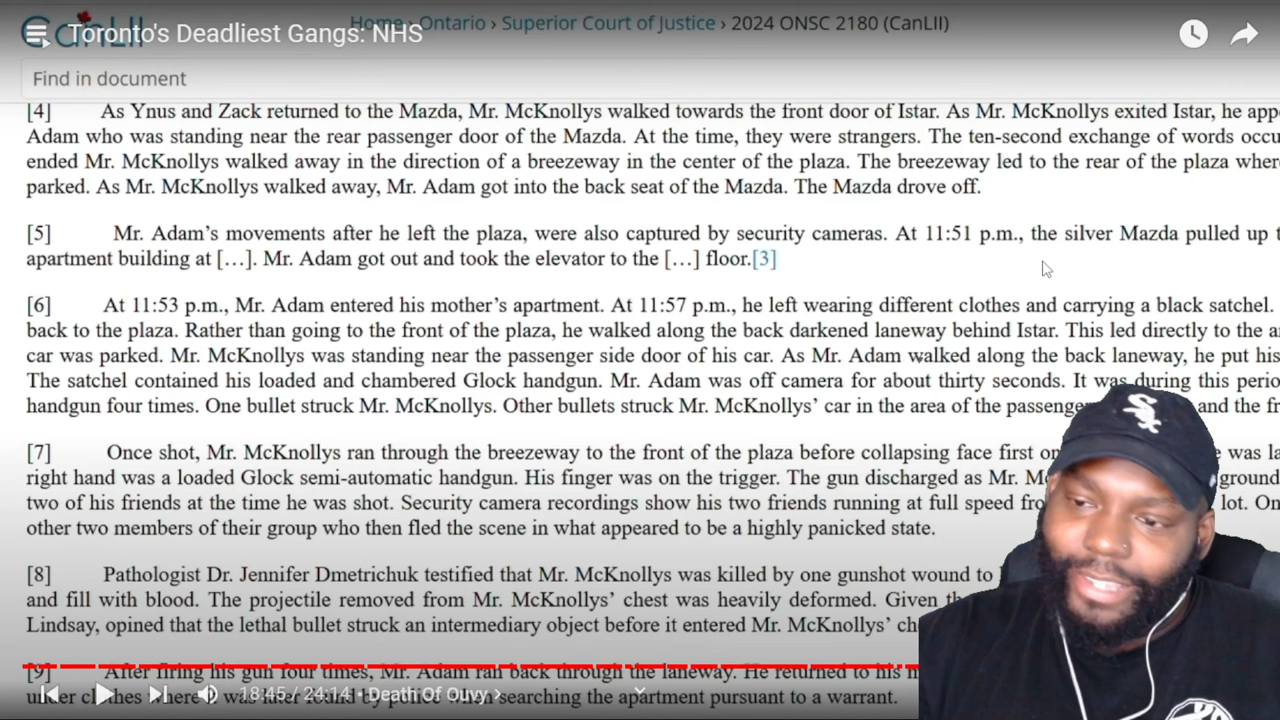 CanLII
Home › Ontario › Superior Court of Justice › 2024 ONSC 2180 (CanLII)
Toronto's Deadliest Gangs: NHS
Find in document
[4] As Ynus and Zack returned to the Mazda, Mr. McKnollys walked towards the front door of Istar. As Mr. McKnollys exited Istar, he
Adam who was standing near the rear passenger door of the Mazda. At the time, they were strangers. The ten-second exchange of words
ended Mr. McKnollys walked away in the direction of a breezeway in the center of the plaza. The breezeway led to the rear of the plaza
parked. As Mr. McKnollys walked away, Mr. Adam got into the back seat of the Mazda. The Mazda drove off.
[5] Mr. Adam’s movements after he left the plaza, were also captured by security cameras. At 11:51 p.m., the silver Mazda pulled up
apartment building at […]. Mr. Adam got out and took the elevator to the […] floor.[3]
[6] At 11:53 p.m., Mr. Adam entered his mother’s apartment. At 11:57 p.m., he left wearing different clothes and carrying a black satchel.
back to the plaza. Rather than going to the front of the plaza, he walked along the back darkened laneway behind Istar. This led directly to the
car was parked. Mr. McKnollys was standing near the passenger side door of his car. As Mr. Adam walked along the back laneway, he put his
The satchel contained his loaded and chambered Glock handgun. Mr. Adam was off camera for about thirty seconds. It was during this
handgun four times. One bullet struck Mr. McKnollys. Other bullets struck Mr. McKnollys’ car in the area of the and the
[7] Once shot, Mr. McKnollys ran through the breezeway to the front of the plaza before collapsing face first was
right hand was a loaded Glock semi-automatic handgun. His finger was on the trigger. The gun discharged as Mr. ground
two of his friends at the time he was shot. Security camera recordings show his two friends running at full speed lot.
other two members of their group who then fled the scene in what appeared to be a highly panicked state.
[8] Pathologist Dr. Jennifer Dmetrichuk testified that Mr. McKnollys was killed by one gunshot wound to
and fill with blood. The projectile removed from Mr. McKnollys’ chest was heavily deformed. Given
Lindsay, opined that the lethal bullet struck an intermediary object before it entered Mr. McKnollys’
[9] After firing his gun four times, Mr. Adam ran back through the laneway. He returned to his
under clothes where it was later found by police when searching the apartment pursuant to a warrant.
18:45 / 24:14 • Death Of Ouvy ›